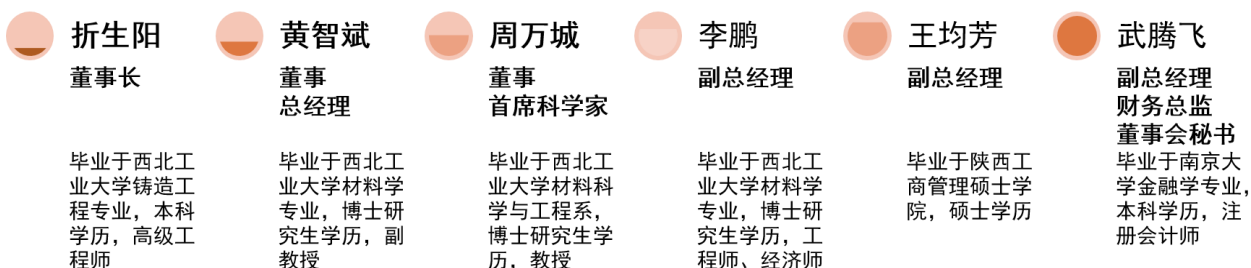 折生阳
董事长
毕业于西北工
业大学铸造工
程专业，本科
学历，高级工
程师
黄智斌
董事
总经理
毕业于西北工
业大学材料学
专业，博士研
究生学历，副
教授
周万城
董事
首席科学家
毕业于西北工
业大学材料科
学与工程系，
博士研究生学
历，教授
李鹏
副总经理
毕业于西北工
业大学材料学
专业，博士研
究生学历，工
程师、经济师
王均芳
副总经理
毕业于陕西工
商管理硕士学
院，硕士学历
武腾飞
副总经理
财务总监
董事会秘书
毕业于南京大
学金融学专业，
本科学历，注
册会计师